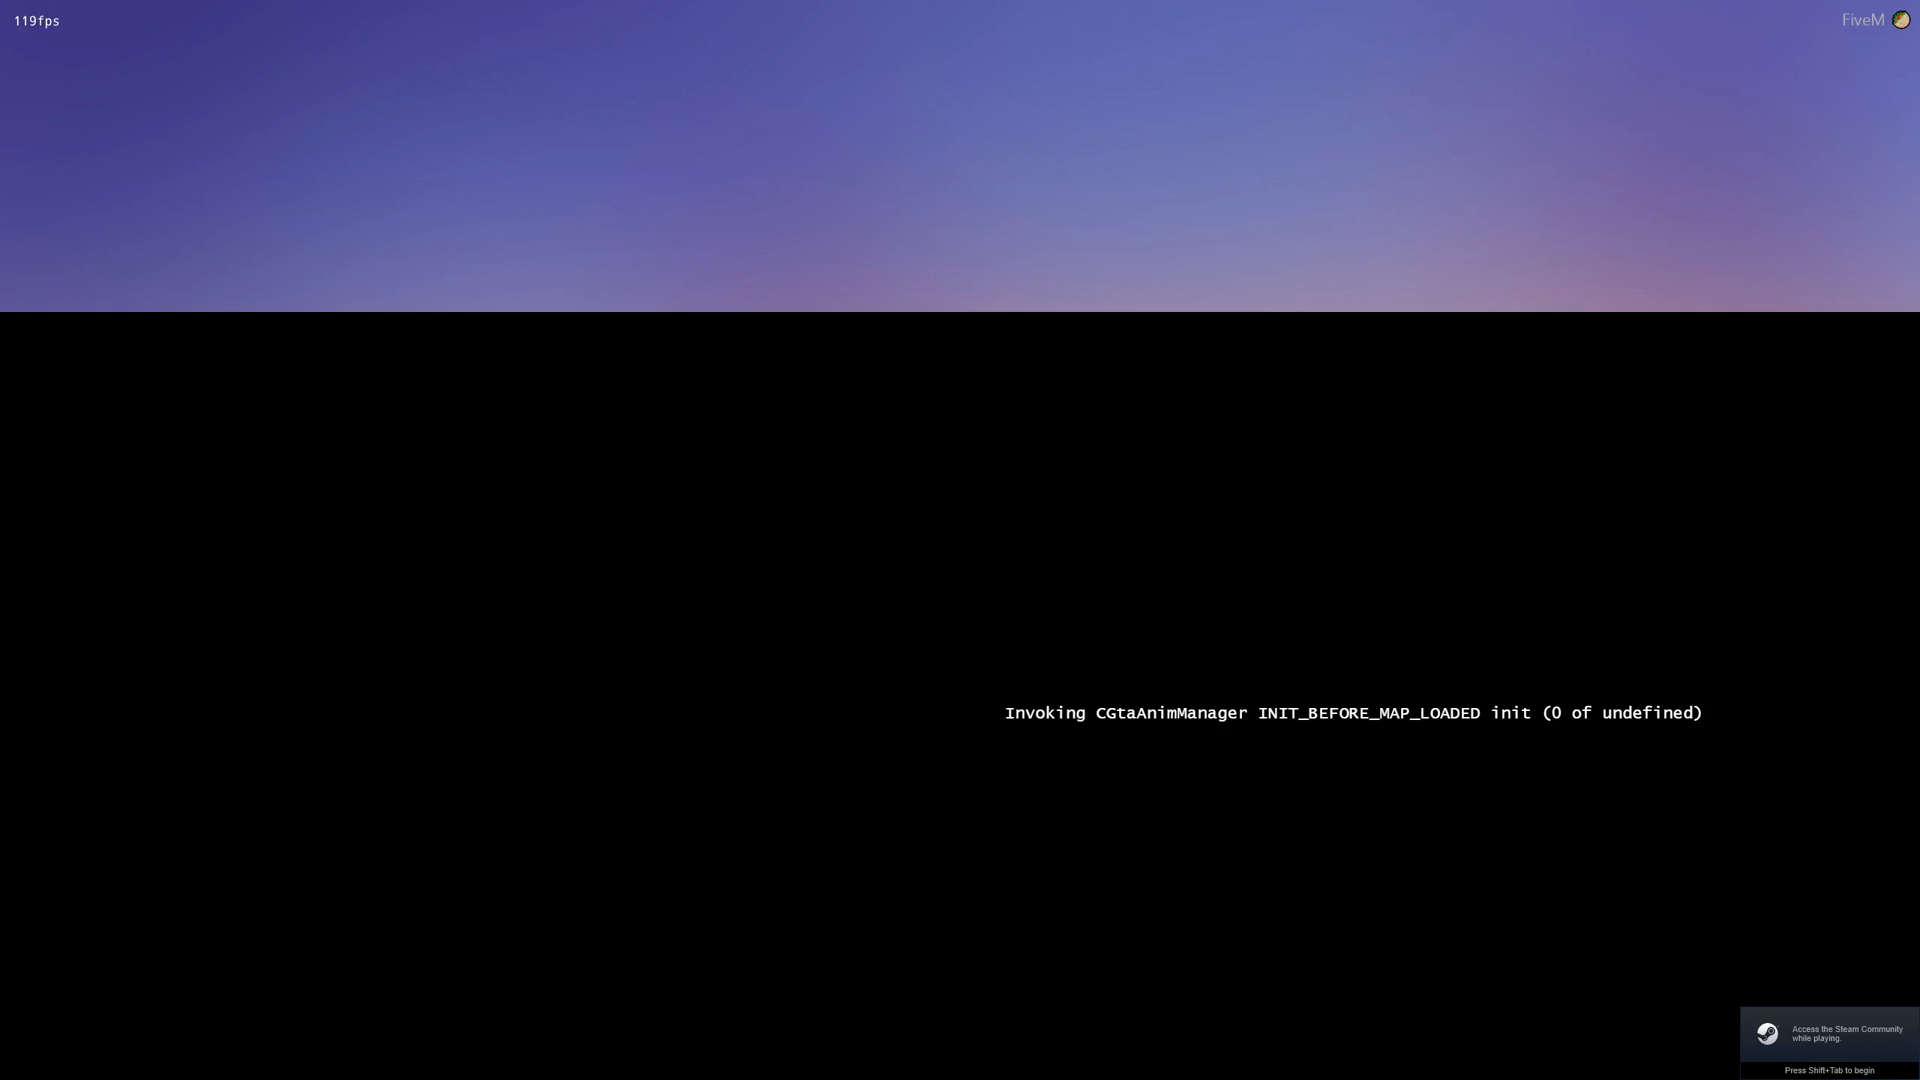 119fps
FiveM
Invoking CGtaAnimManager INIT_BEFORE_MAP_LOADED init (0 of undefined)
Access the Steam Community
while playing.
Press Shift+Tab to begin